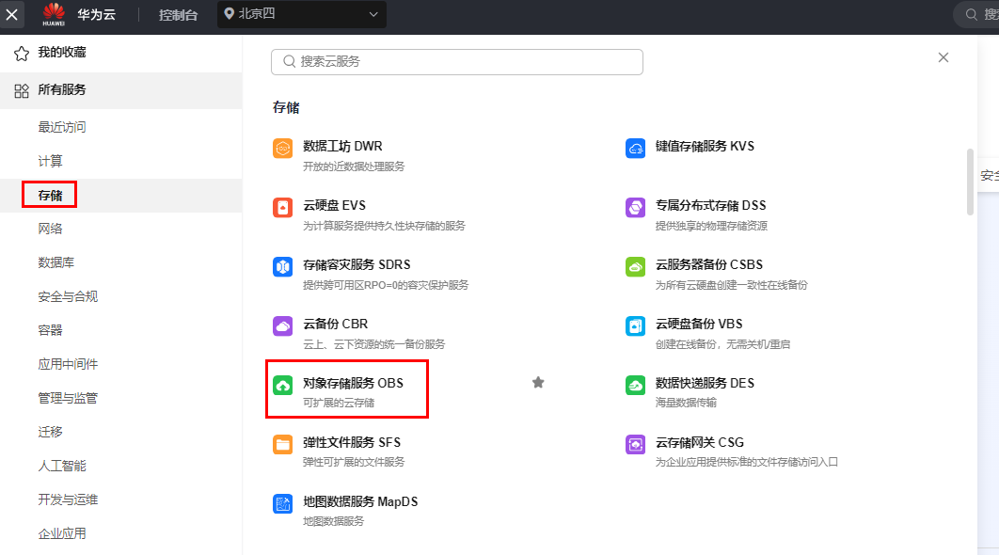 HUAWEI
华为云
控制台
北京四
搜
我的收藏
所有服务
最近访问
计算
存储
网络
数据库
安全与合规
容器
应用中间件
管理与监管
迁移
人工智能
开发与运维
企业应用
搜索云服务
存储
数据工坊 DWR
开放的近数据处理服务
键值存储服务 KVS
云硬盘 EVS
为计算服务提供持久性块存储的服务
专属分布式存储 DSS
提供独享的物理存储资源
存储容灾服务 SDRS
提供跨可用区RPO=0的容灾保护服务
云服务器备份 CSBS
为所有云硬盘创建一致性在线备份
云备份 CBR
云上、云下资源的统一备份服务
云硬盘备份 VBS
创建在线备份，无需关机/重启
对象存储服务 OBS
可扩展的云存储
数据快递服务 DES
海量数据传输
弹性文件服务 SFS
弹性可扩展的文件服务
云存储网关 CSG
为企业应用提供标准的文件存储访问入口
地图数据服务 MapDS
地图数据服务
安全